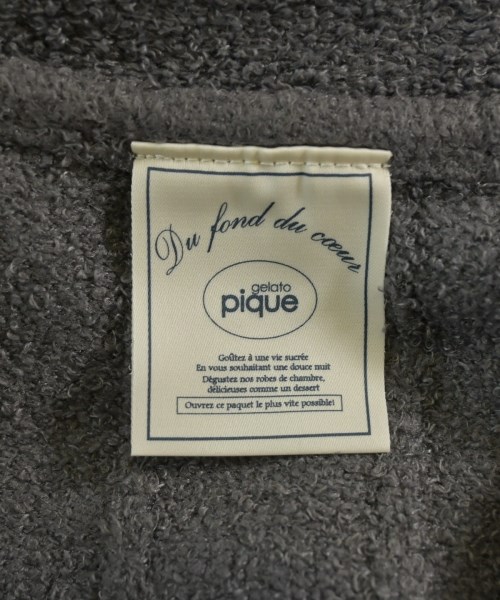 Du fond du cœur
gelato
pique
Goûtez à une vie sucrée
En vous souhaitant une douce nuit
Dégustez nos robes de chambre,
délicieuses comme un dessert
Ouvrez ce paquet le plus vite possible!